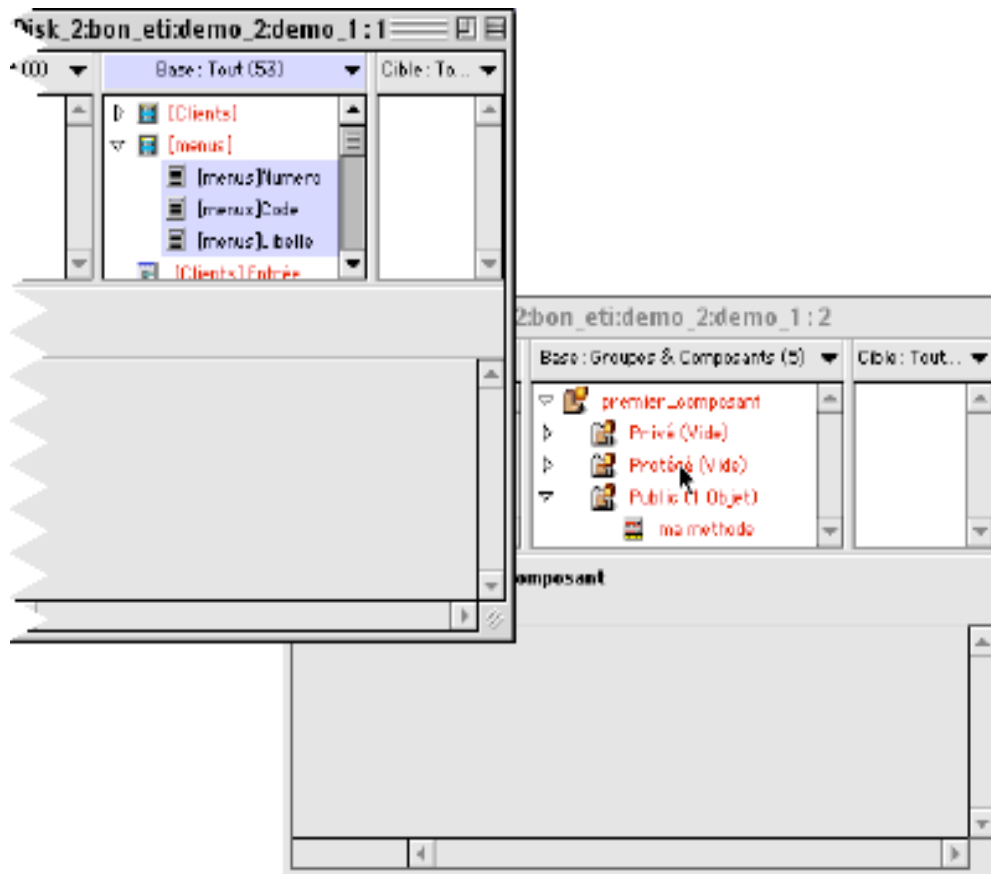 Disk_2:bon_eti:demo_2:demo_1 : 1
Base : Tout (53)
Cible : To...
[Clients]
[menus]
[menus]Numero
[menus]Code
[menus]Libelle
[Clients]Entrée
2:bon_eti:demo_2:demo_1 : 2
Base : Groupes & Composants (5)
Cible : Tout...
premier_composant
Privé (Vide)
Protégé (Vide)
Public (1 Objet)
ma methode
omposant